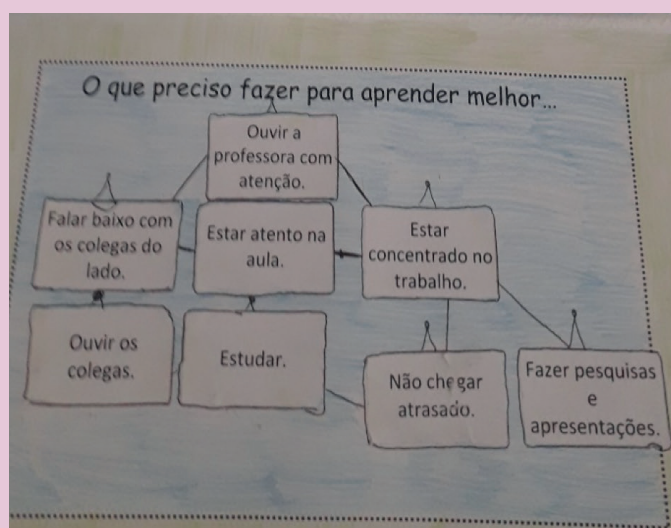 O que preciso fazer para aprender melhor...
Ouvir a
professora com
atenção.
Falar baixo com
os colegas do
lado.
Estar atento na
aula.
Estar
concentrado no
trabalho.
Ouvir os
colegas.
Estudar.
Não chegar
atrasado.
Fazer pesquisas
e
apresentações.